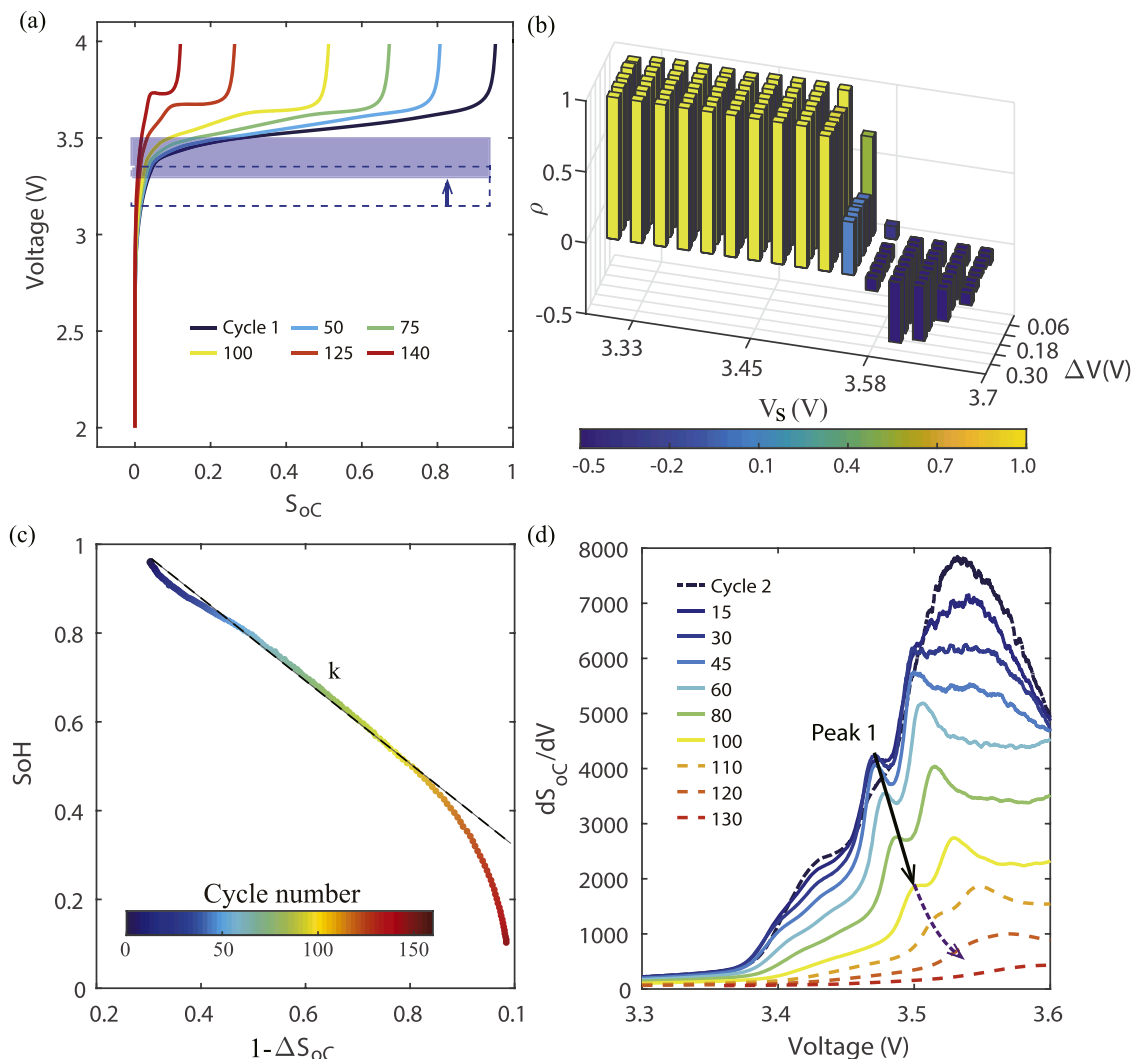 (a)
4
3.5
3
2.5
2
Voltage (V)
Cycle 1 50 75
100 125 140
0 0.2 0.4 0.6 0.8 1
SoC
(b)
1
0.5
0
-0.5
ρ
3.33 3.45 3.58 3.7
VS (V)
0.06
0.18
0.30
ΔV(V)
-0.5 -0.2 0.1 0.4 0.7 1.0
(c)
1
0.8
0.6
0.4
0.2
0
SoH
k
Cycle number
0 50 100 150
0.2 0.4 0.6 0.8 0.1
1-ΔSoC
(d)
8000
7000
6000
5000
4000
3000
2000
1000
0
dSoC/dV
Cycle 2
15
30
45
60
80
100
110
120
130
Peak 1
3.3 3.4 3.5 3.6
Voltage (V)